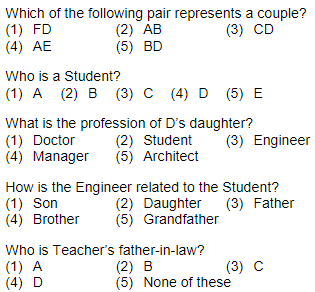 Which of the following pair represents a couple?
(1) FD (2) AB (3) CD
(4) AE (5) BD
Who is a Student?
(1) A (2) B (3) C (4) D (5) E
What is the profession of D's daughter?
(1) Doctor (2) Student (3) Engineer
(4) Manager (5) Architect
How is the Engineer related to the Student?
(1) Son (2) Daughter (3) Father
(4) Brother (5) Grandfather
Who is Teacher's father-in-law?
(1) A (2) B (3) C
(4) D (5) None of these